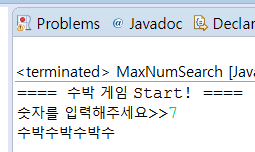 Problems @ Javadoc Declar
<terminated> MaxNumSearch [Java
==== 수박 게임 Start! ====
숫자를 입력해주세요>>7
수박수박수박수